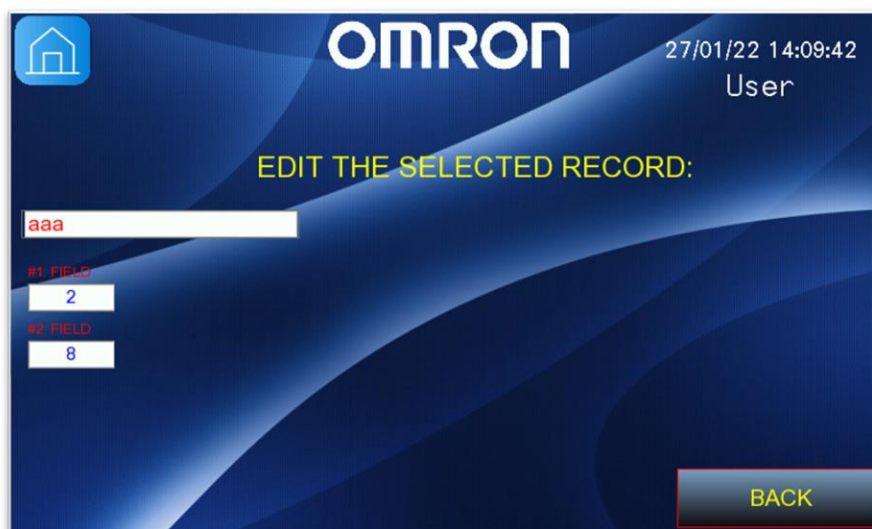 OMRON
27/01/22 14:09:42
User
EDIT THE SELECTED RECORD:
aaa
#1: FIELD
2
#2: FIELD
8
BACK